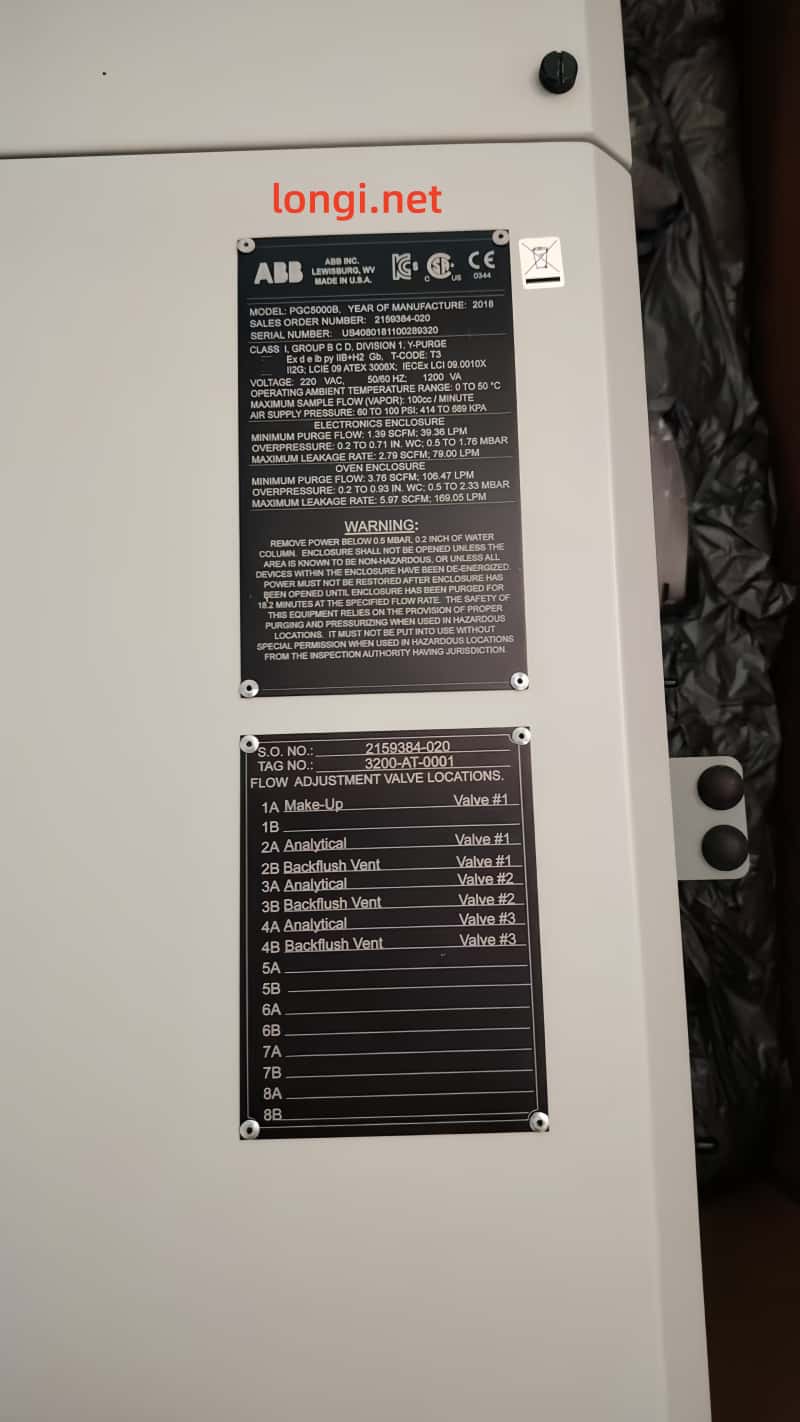 longi.net
ABB
ABB INC.
LEWISBURG, WV
MADE IN U.S.A.
C US
CE
0344
MODEL: PGC5000B, YEAR OF MANUFACTURE: 2018
SALES ORDER NUMBER: 2159384-020
SERIAL NUMBER: US4080181100289320
CLASS I, GROUP B C D, DIVISION 1, Y-PURGE
Ex d e ib py IIB+H2 Gb, T-CODE: T3
II2G; LCIE 09 ATEX 3006X; IECEx LCI 09.0010X
VOLTAGE: 220 VAC, 50/60 HZ; 1200 VA
OPERATING AMBIENT TEMPERATURE RANGE: 0 TO 50 °C
MAXIMUM SAMPLE FLOW (VAPOR): 100cc / MINUTE
AIR SUPPLY PRESSURE: 60 TO 100 PSI; 414 TO 689 KPA
ELECTRONICS ENCLOSURE
MINIMUM PURGE FLOW: 1.39 SCFM; 39.36 LPM
OVERPRESSURE: 0.2 TO 0.71 IN. WC; 0.5 TO 1.76 MBAR
MAXIMUM LEAKAGE RATE: 2.79 SCFM; 79.00 LPM
OVEN ENCLOSURE
MINIMUM PURGE FLOW: 3.76 SCFM; 106.47 LPM
OVERPRESSURE: 0.2 TO 0.93 IN. WC; 0.5 TO 2.33 MBAR
MAXIMUM LEAKAGE RATE: 5.97 SCFM; 169.05 LPM
WARNING:
REMOVE POWER BELOW 0.5 MBAR, 0.2 INCH OF WATER
COLUMN. ENCLOSURE SHALL NOT BE OPENED UNLESS THE
AREA IS KNOWN TO BE NON-HAZARDOUS, OR UNLESS ALL
DEVICES WITHIN THE ENCLOSURE HAVE BEEN DE-ENERGIZED.
POWER MUST NOT BE RESTORED AFTER ENCLOSURE HAS
BEEN OPENED UNTIL ENCLOSURE HAS BEEN PURGED FOR
18.2 MINUTES AT THE SPECIFIED FLOW RATE. THE SAFETY OF
THIS EQUIPMENT RELIES ON THE PROVISION OF PROPER
PURGING AND PRESSURIZING WHEN USED IN HAZARDOUS
LOCATIONS. IT MUST NOT BE PUT INTO USE WITHOUT
SPECIAL PERMISSION WHEN USED IN HAZARDOUS LOCATIONS
FROM THE INSPECTION AUTHORITY HAVING JURISDICTION.
S.O. NO.: 2159384-020
TAG NO.: 3200-AT-0001
FLOW ADJUSTMENT VALVE LOCATIONS.
1A Make-Up Valve #1
1B
2A Analytical Valve #1
2B Backflush Vent Valve #1
3A Analytical Valve #2
3B Backflush Vent Valve #2
4A Analytical Valve #3
4B Backflush Vent Valve #3
5A
5B
6A
6B
7A
7B
8A
8B